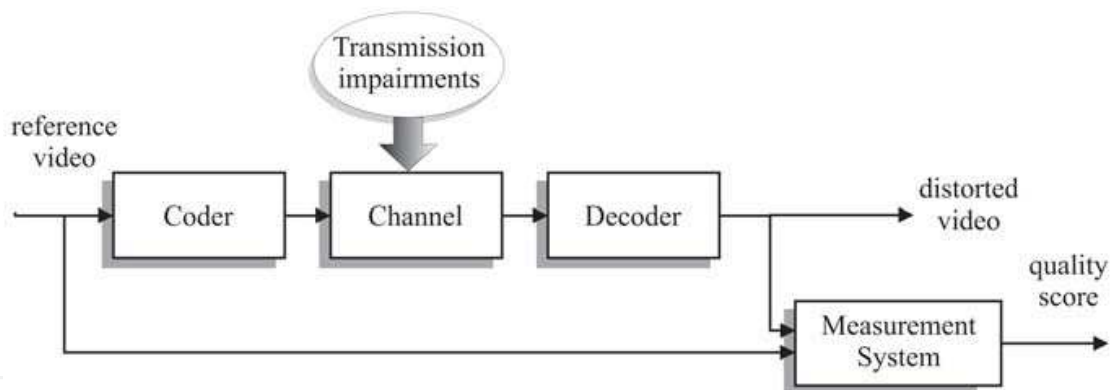 Transmission
impairments
reference
video
Coder
Channel
Decoder
distorted
video
quality
score
Measurement
System